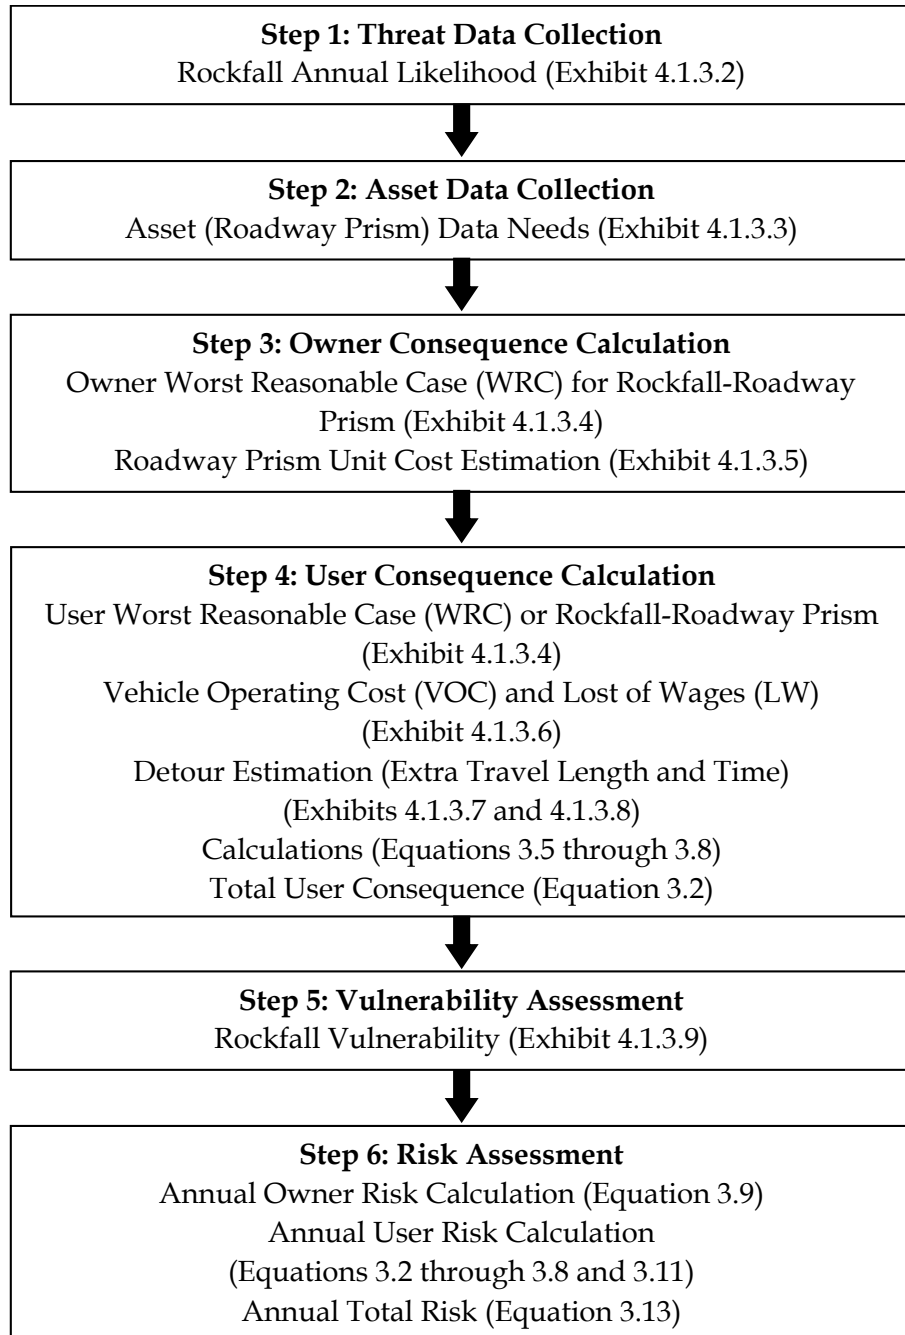 Step 1: Threat Data Collection
Rockfall Annual Likelihood (Exhibit 4.1.3.2)
Step 2: Asset Data Collection
Asset (Roadway Prism) Data Needs (Exhibit 4.1.3.3)
Step 3: Owner Consequence Calculation
Owner Worst Reasonable Case (WRC) for Rockfall-Roadway
Prism (Exhibit 4.1.3.4)
Roadway Prism Unit Cost Estimation (Exhibit 4.1.3.5)
Step 4: User Consequence Calculation
User Worst Reasonable Case (WRC) or Rockfall-Roadway Prism
(Exhibit 4.1.3.4)
Vehicle Operating Cost (VOC) and Lost of Wages (LW)
(Exhibit 4.1.3.6)
Detour Estimation (Extra Travel Length and Time)
(Exhibits 4.1.3.7 and 4.1.3.8)
Calculations (Equations 3.5 through 3.8)
Total User Consequence (Equation 3.2)
Step 5: Vulnerability Assessment
Rockfall Vulnerability (Exhibit 4.1.3.9)
Step 6: Risk Assessment
Annual Owner Risk Calculation (Equation 3.9)
Annual User Risk Calculation
(Equations 3.2 through 3.8 and 3.11)
Annual Total Risk (Equation 3.13)